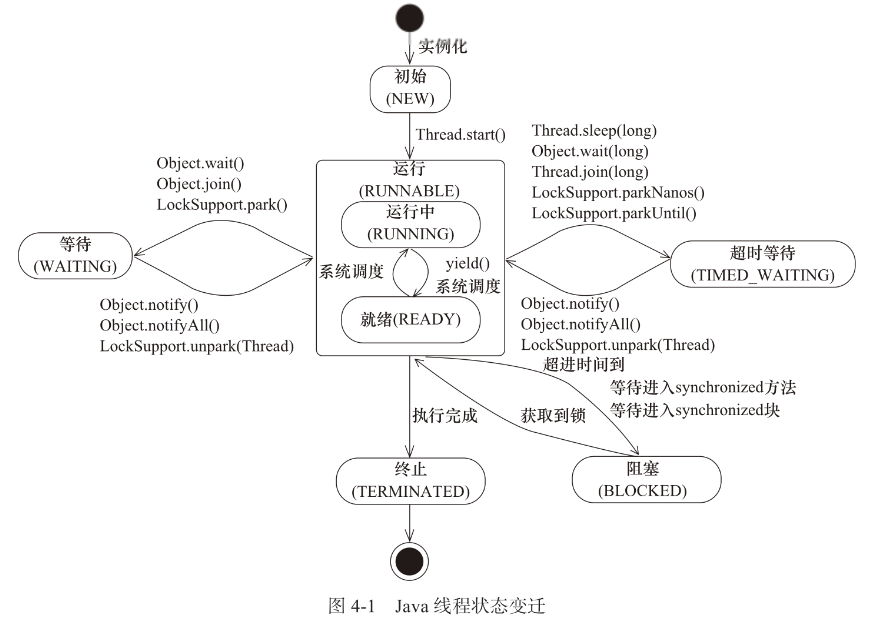 实例化
初始
(NEW)
Thread.start()
Object.wait()
Object.join()
LockSupport.park()
Thread.sleep(long)
Object.wait(long)
Thread.join(long)
LockSupport.parkNanos()
LockSupport.parkUntil()
运行
(RUNNABLE)
运行中
(RUNNING)
等待
(WAITING)
超时等待
(TIMED_WAITING)
系统调度
yield()
系统调度
就绪(READY)
Object.notify()
Object.notifyAll()
LockSupport.unpark(Thread)
Object.notify()
Object.notifyAll()
LockSupport.unpark(Thread)
超进时间到
等待进入synchronized方法
等待进入synchronized块
执行完成
获取到锁
终止
(TERMINATED)
阻塞
(BLOCKED)
图 4-1 Java 线程状态变迁